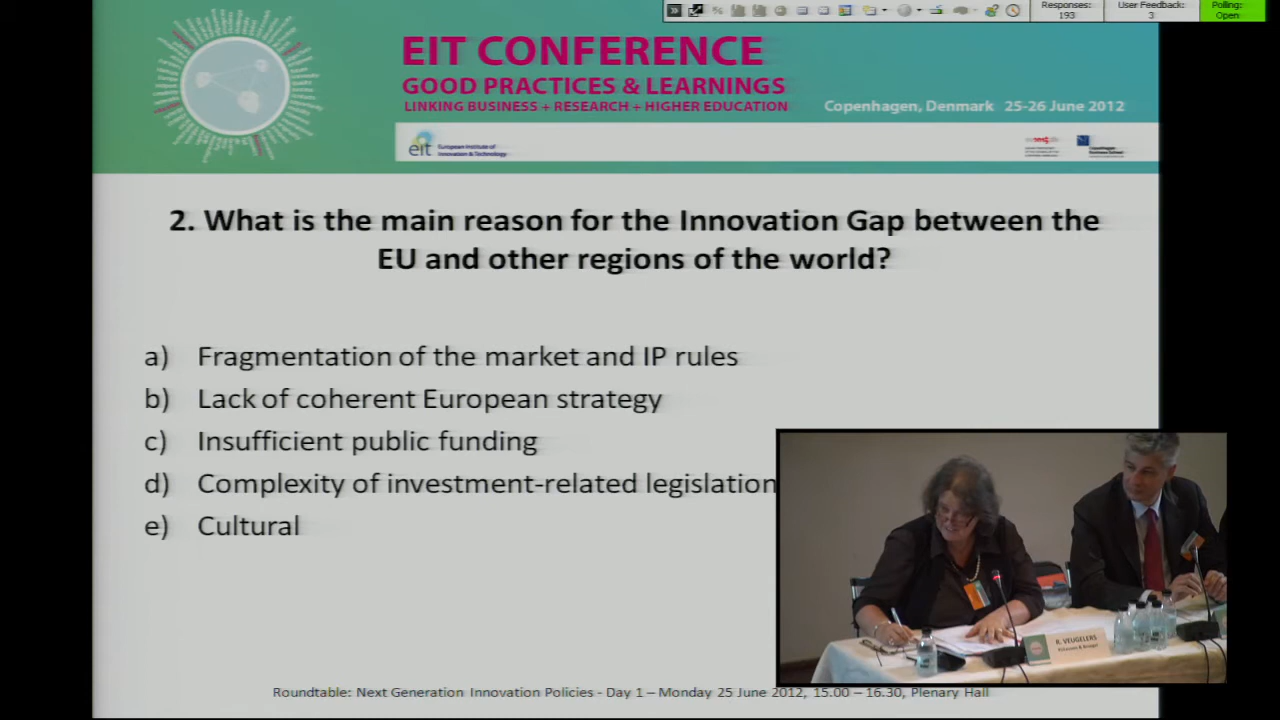 Responses:
193
User Feedback:
3
Polling:
Open
EIT CONFERENCE
GOOD PRACTICES & LEARNINGS
LINKING BUSINESS + RESEARCH + HIGHER EDUCATION
Copenhagen, Denmark 25-26 June 2012
eit
European Institute of
Innovation & Technology
2. What is the main reason for the Innovation Gap between the
EU and other regions of the world?
a) Fragmentation of the market and IP rules
b) Lack of coherent European strategy
c) Insufficient public funding
d) Complexity of investment-related legislation
e) Cultural
R. VEUGELERS
Roundtable: Next Generation Innovation Policies - Day 1 – Monday 25 June 2012, 15.00 – 16.30, Plenary Hall